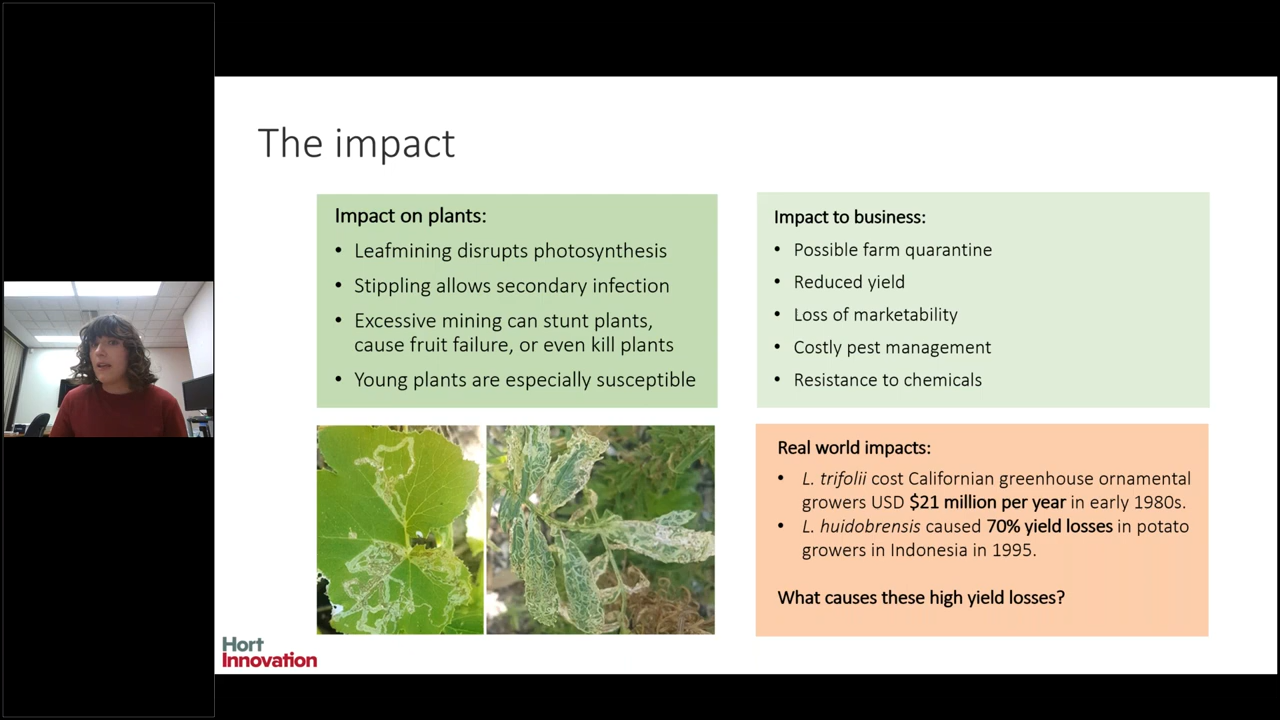 The impact
Impact on plants:
• Leafmining disrupts photosynthesis
• Stippling allows secondary infection
• Excessive mining can stunt plants,
cause fruit failure, or even kill plants
• Young plants are especially susceptible
Impact to business:
• Possible farm quarantine
• Reduced yield
• Loss of marketability
• Costly pest management
• Resistance to chemicals
Real world impacts:
• L. trifolii cost Californian greenhouse ornamental
growers USD $21 million per year in early 1980s.
• L. huidobrensis caused 70% yield losses in potato
growers in Indonesia in 1995.
What causes these high yield losses?
Hort
Innovation